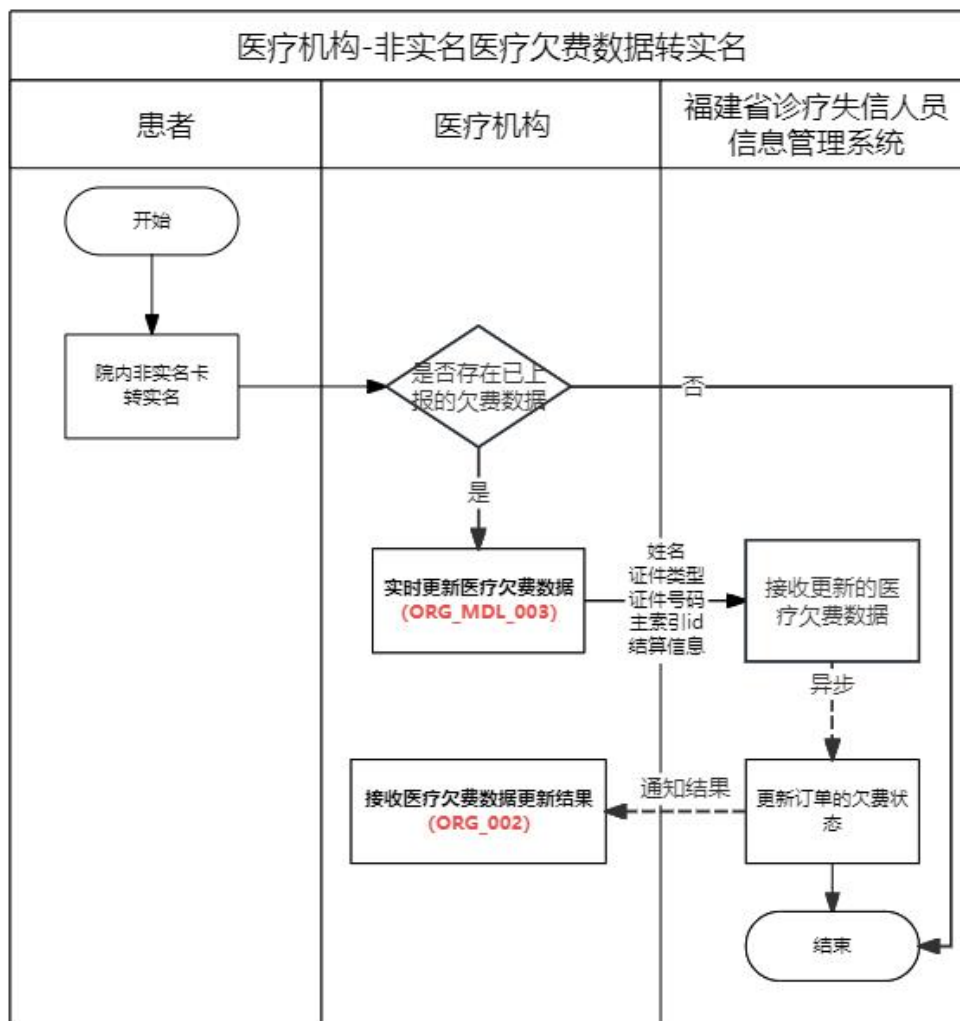 医疗机构-非实名医疗欠费数据转实名
患者
医疗机构
福建省诊疗失信人员
信息管理系统
开始
院内非实名卡
转实名
是否存在已上
报的欠费数据
否
是
实时更新医疗欠费数据
(ORG_MDL_003)
姓名
证件类型
证件号码
主索引id
结算信息
接收更新的医
疗欠费数据
异步
接收医疗欠费数据更新结果
(ORG_002)
通知结果
更新订单的欠费状
态
结束